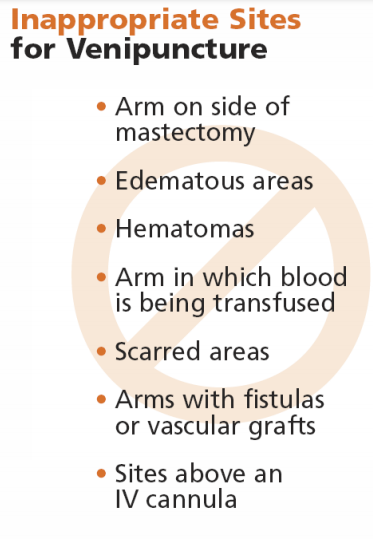 Inappropriate Sites
for Venipuncture
• Arm on side of
mastectomy
• Edematous areas
• Hematomas
• Arm in which blood
is being transfused
• Scarred areas
• Arms with fistulas
or vascular grafts
• Sites above an
IV cannula